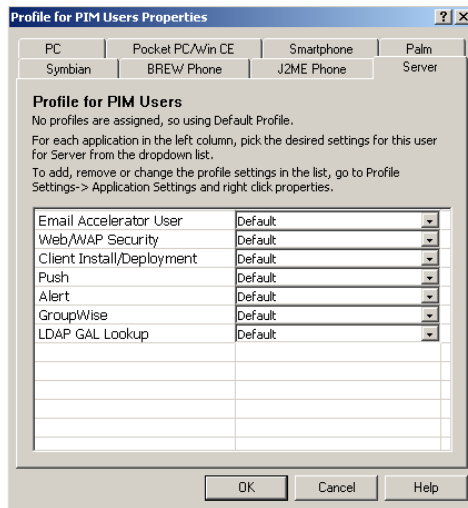 Profile for PIM Users Properties
PC Pocket PC/Win CE Smartphone Palm
Symbian BREW Phone J2ME Phone Server
Profile for PIM Users
No profiles are assigned, so using Default Profile.
For each application in the left column, pick the desired settings for this user
for Server from the dropdown list.
To add, remove or change the profile settings in the list, go to Profile
Settings-> Application Settings and right click properties.
Email Accelerator User Default
Web/WAP Security Default
Client Install/Deployment Default
Push Default
Alert Default
GroupWise Default
LDAP GAL Lookup Default
OK Cancel Help